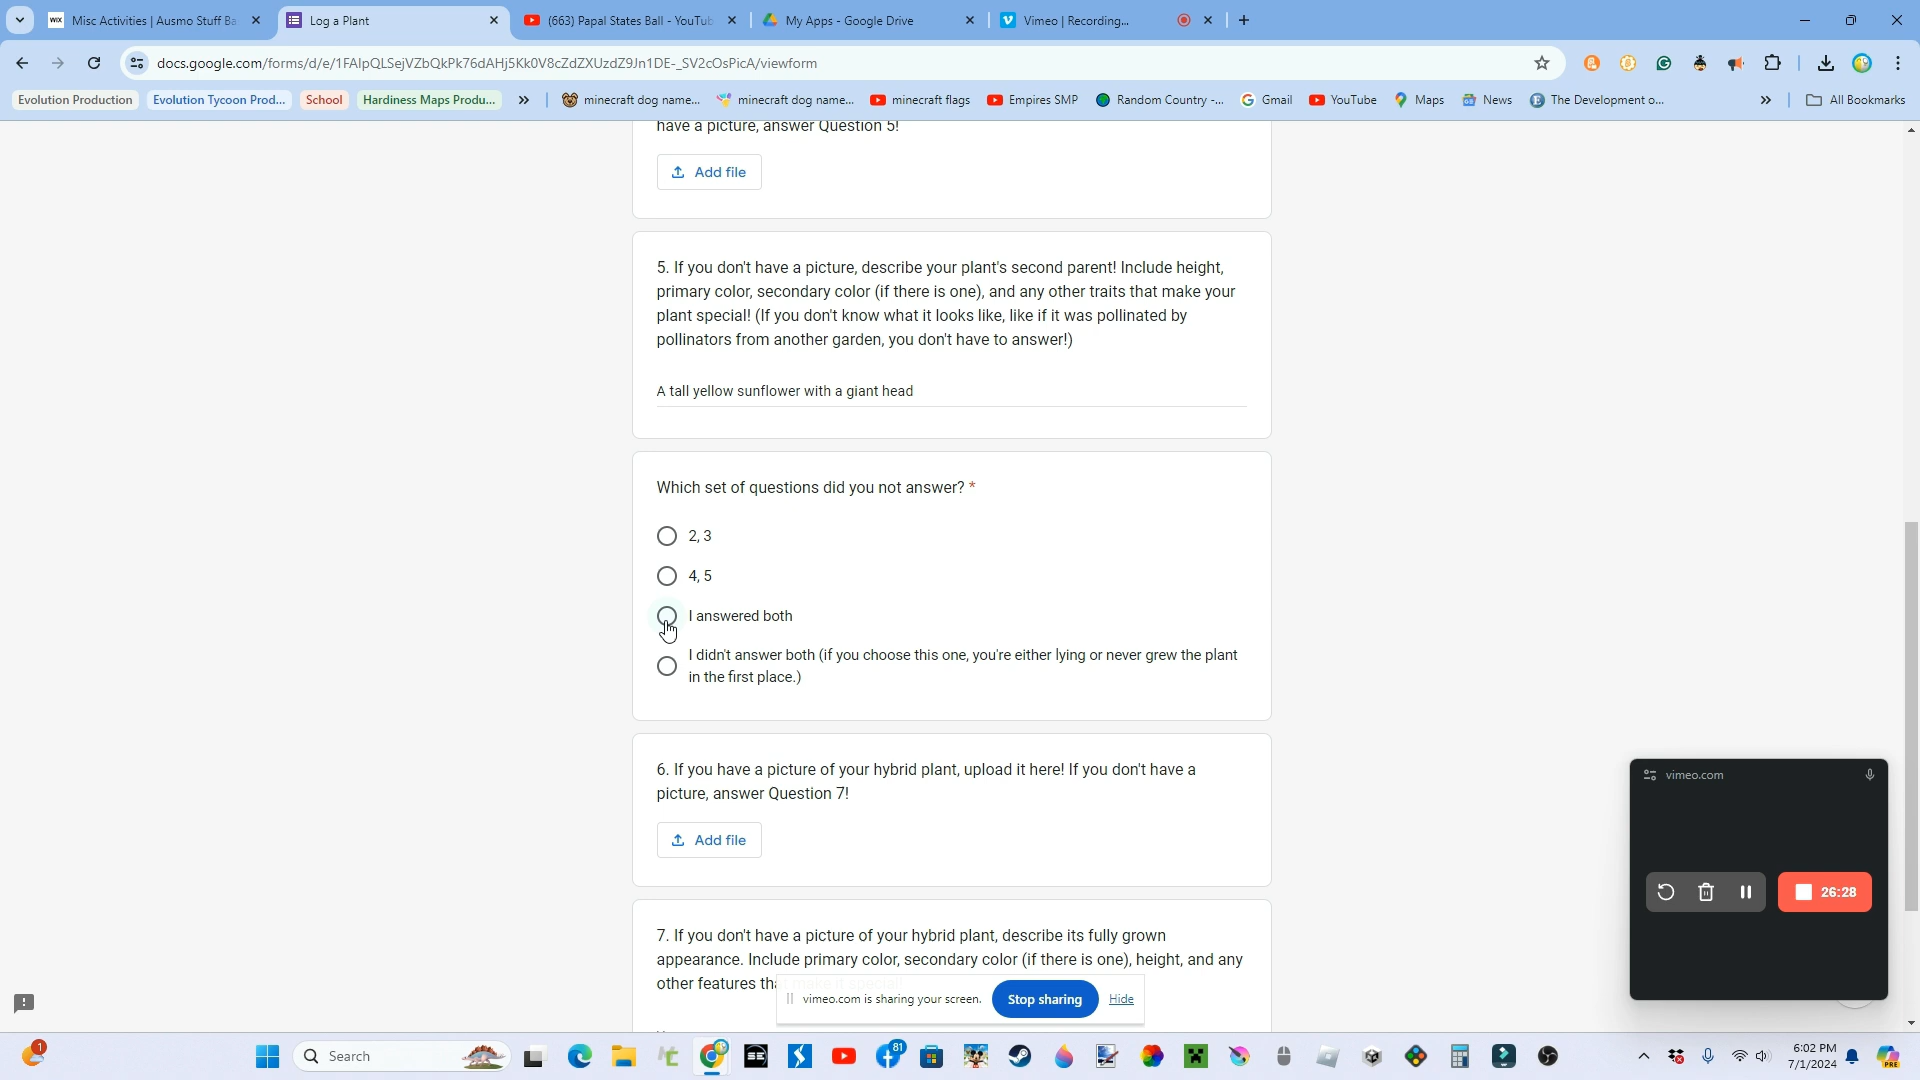 Misc Activities | Ausmo Stuff Ba
Log a Plant
(663) Papal States Ball - YouTub
My Apps - Google Drive
Vimeo | Recording...
docs.google.com/forms/d/e/1FAIpQLSejVZbQkPk76dAHj5Kk0V8cZdZXUzdZ9Jn1DE-_SV2cOsPicA/viewform
Evolution Production
Evolution Tycoon Prod...
School
Hardiness Maps Produ...
minecraft dog name...
minecraft dog name...
minecraft flags
Empires SMP
Random Country -...
Gmail
YouTube
Maps
News
The Development o...
All Bookmarks
have a picture, answer Question 5!
Add file
5. If you don't have a picture, describe your plant's second parent! Include height,
primary color, secondary color (if there is one), and any other traits that make your
plant special! (If you don't know what it looks like, like if it was pollinated by
pollinators from another garden, you don't have to answer!)
A tall yellow sunflower with a giant head
Which set of questions did you not answer? *
2, 3
4, 5
I answered both
I didn't answer both (if you choose this one, you're either lying or never grew the plant
in the first place.)
6. If you have a picture of your hybrid plant, upload it here! If you don't have a
picture, answer Question 7!
Add file
vimeo.com
26:28
7. If you don't have a picture of your hybrid plant, describe its fully grown
appearance. Include primary color, secondary color (if there is one), height, and any
other features tha
vimeo.com is sharing your screen.
Stop sharing
Hide
1
Search
81
6:02 PM
7/1/2024
PRE